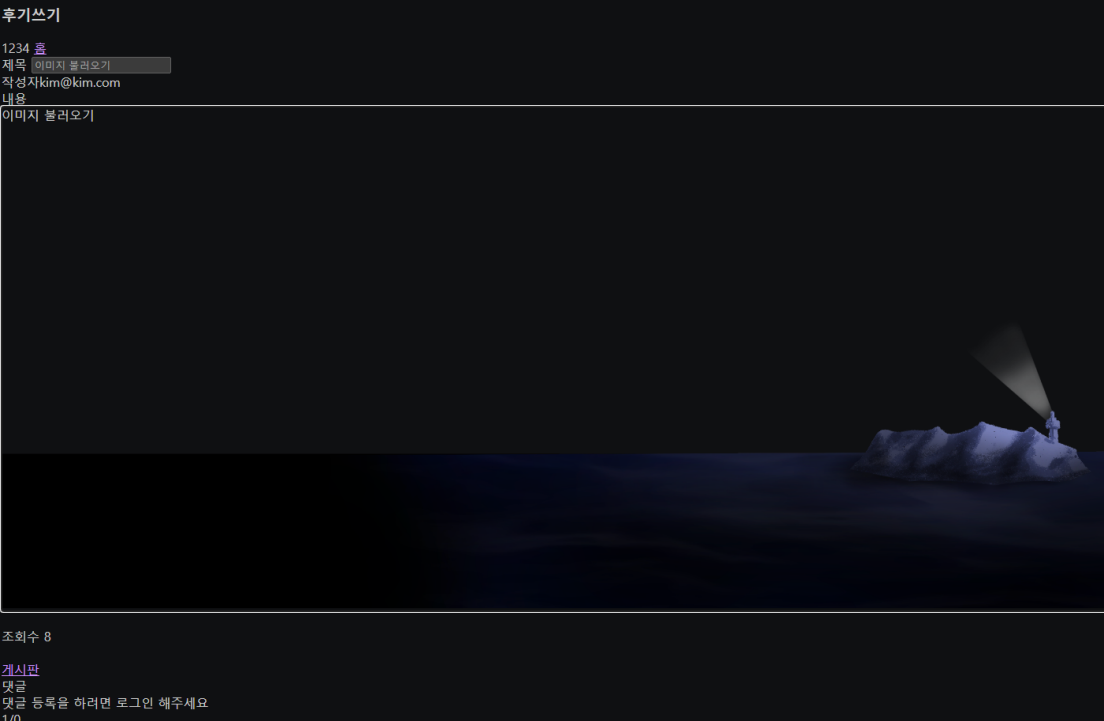 후기쓰기
1234 홈
제목 이미지 불러오기
작성자kim@kim.com
내용
이미지 불러오기
조회수 8
게시판
댓글
댓글 등록을 하려면 로그인 해주세요
1/0